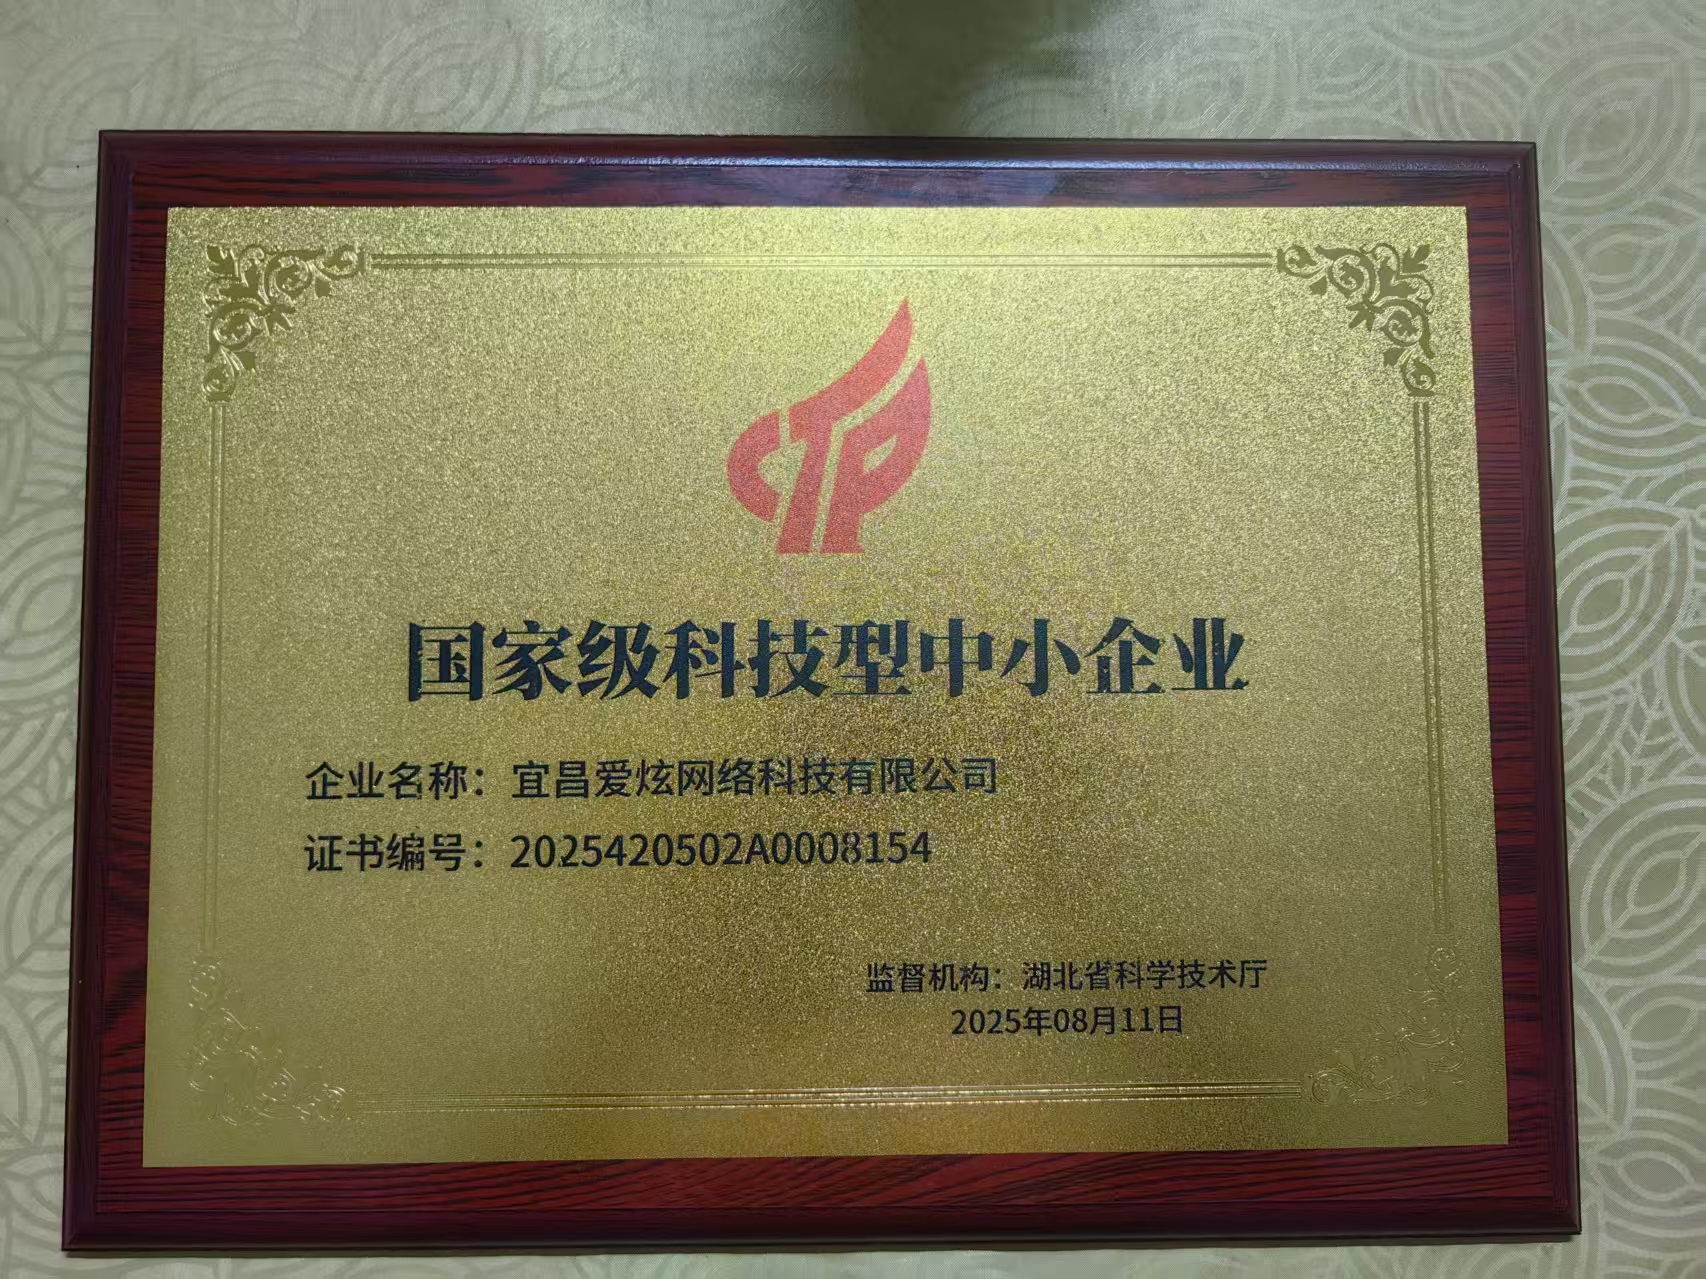 CTP
国家级科技型中小企业
企业名称：宜昌爱炫网络科技有限公司
证书编号：2025420502A0008154
监督机构：湖北省科学技术厅
2025年08月11日